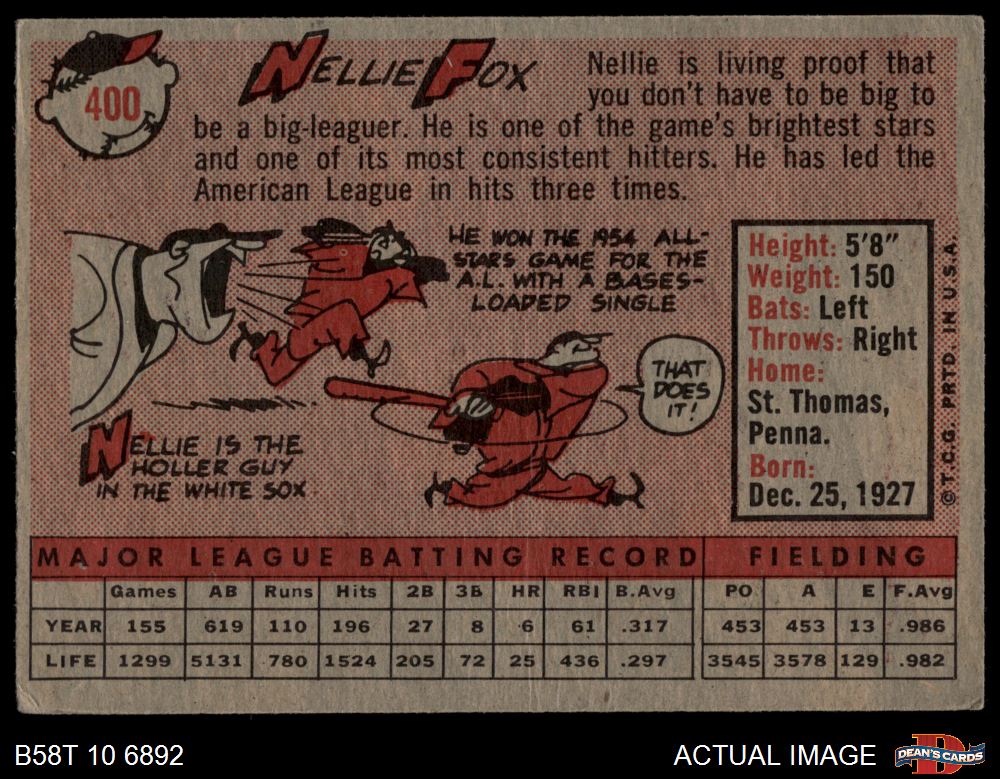 400
NELLIE FOX
Nellie is living proof that
you don't have to be big to
be a big-leaguer. He is one of the game's brightest stars
and one of its most consistent hitters. He has led the
American League in hits three times.
HE WON THE 1954 ALL-
STARS GAME FOR THE
A.L. WITH A BASES-
LOADED SINGLE
THAT
DOES
IT!
NELLIE IS THE
HOLLER GUY
IN THE WHITE SOX
Height: 5'8"
Weight: 150
Bats: Left
Throws: Right
Home:
St. Thomas,
Penna.
Born:
Dec. 25, 1927
© T.C.G. PRTD. IN U.S.A.
MAJOR LEAGUE BATTING RECORD FIELDING
Games AB Runs Hits 2B 3B HR RBI B.Avg PO A E F.Avg
YEAR 155 619 110 196 27 8 6 61 .317 453 453 13 .986
LIFE 1299 5131 780 1524 205 72 25 436 .297 3545 3578 129 .982
B58T 10 6892
ACTUAL IMAGE
D
DEAN'S CARDS